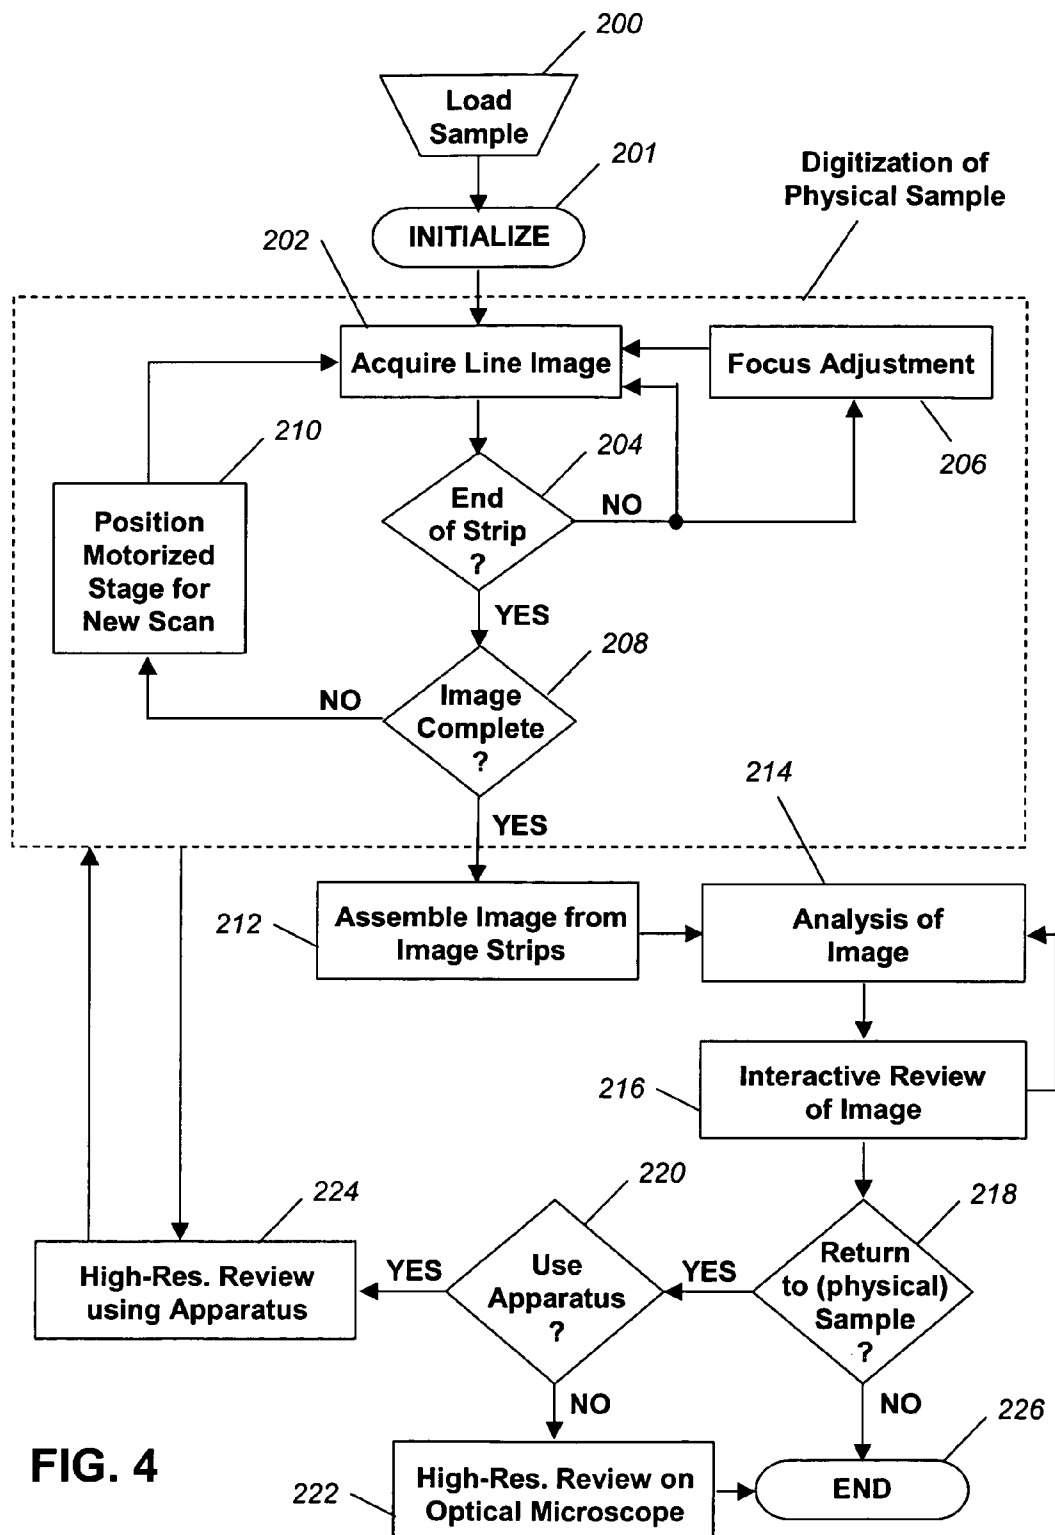 200
Load
Sample
201
INITIALIZE
Digitization of
Physical Sample
202
Acquire Line Image
Focus Adjustment
206
210
Position
Motorized
Stage for
New Scan
204
End
of Strip
?
NO
YES
208
Image
Complete
?
NO
YES
212
Assemble Image from
Image Strips
214
Analysis of
Image
216
Interactive Review
of Image
218
Return
to (physical)
Sample
?
YES
NO
220
Use
Apparatus
?
YES
NO
224
High-Res. Review
using Apparatus
222
High-Res. Review on
Optical Microscope
226
END
FIG. 4